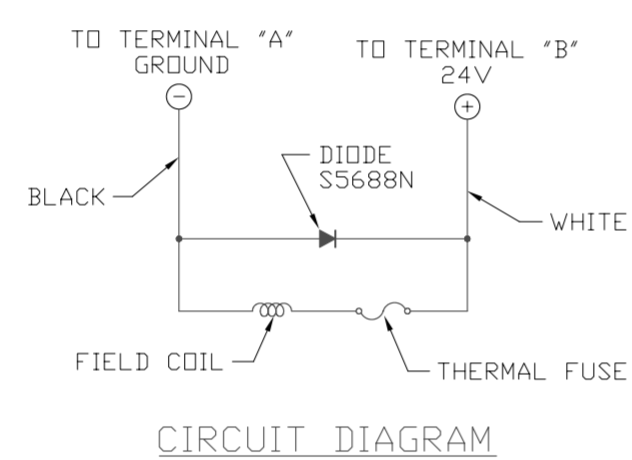 TO TERMINAL "A"
GROUND
TO TERMINAL "B"
24V
DIODE
S5688N
BLACK
WHITE
FIELD COIL
THERMAL FUSE
CIRCUIT DIAGRAM